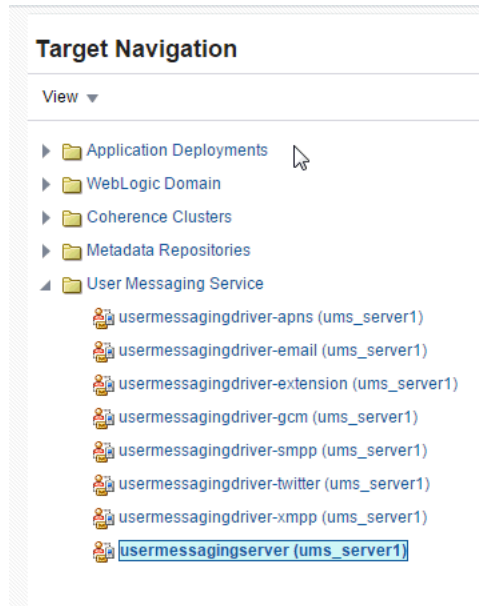 Target Navigation
View
Application Deployments
WebLogic Domain
Coherence Clusters
Metadata Repositories
User Messaging Service
usermessagingdriver-apns (ums_server1)
usermessagingdriver-email (ums_server1)
usermessagingdriver-extension (ums_server1)
usermessagingdriver-gcm (ums_server1)
usermessagingdriver-smpp (ums_server1)
usermessagingdriver-twitter (ums_server1)
usermessagingdriver-xmpp (ums_server1)
usermessagingserver (ums_server1)